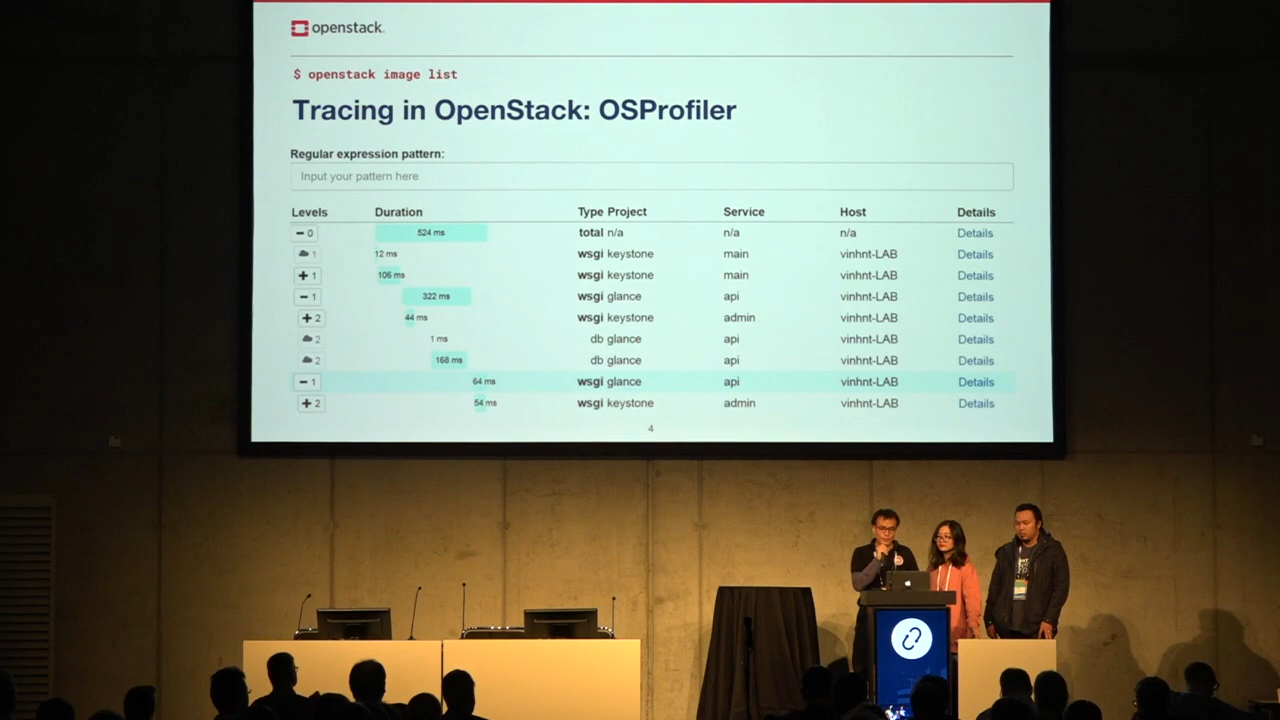 openstack.
$ openstack image list
Tracing in OpenStack: OSProfiler
Regular expression pattern:
Input your pattern here
Levels Duration Type Project Service Host Details
0 524 ms total n/a n/a n/a Details
1 12 ms wsgi keystone main vinhnt-LAB Details
1 106 ms wsgi keystone main vinhnt-LAB Details
1 322 ms wsgi glance api vinhnt-LAB Details
2 44 ms wsgi keystone admin vinhnt-LAB Details
2 1 ms db glance api vinhnt-LAB Details
2 168 ms db glance api vinhnt-LAB Details
1 64 ms wsgi glance api vinhnt-LAB Details
2 54 ms wsgi keystone admin vinhnt-LAB Details
4